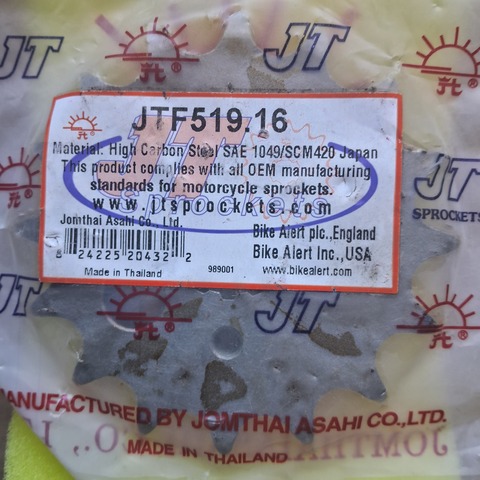 JT
JT
JTF519.16
Material: High Carbon Steel SAE 1049/SCM420 Japan
This product complies with all OEM manufacturing
standards for motorcycle sprockets.
www.jtsprockets.com
Jomthai Asahi Co., Ltd.
Bike Alert plc.,England
Bike Alert Inc.,USA
8 24225 20432 2
Made in Thailand
989001
www.bikealert.com
JT
SPROCKETS
JT
JT
MANUFACTURED BY JOMTHAI ASAHI CO.,LTD.
MADE IN THAILAND